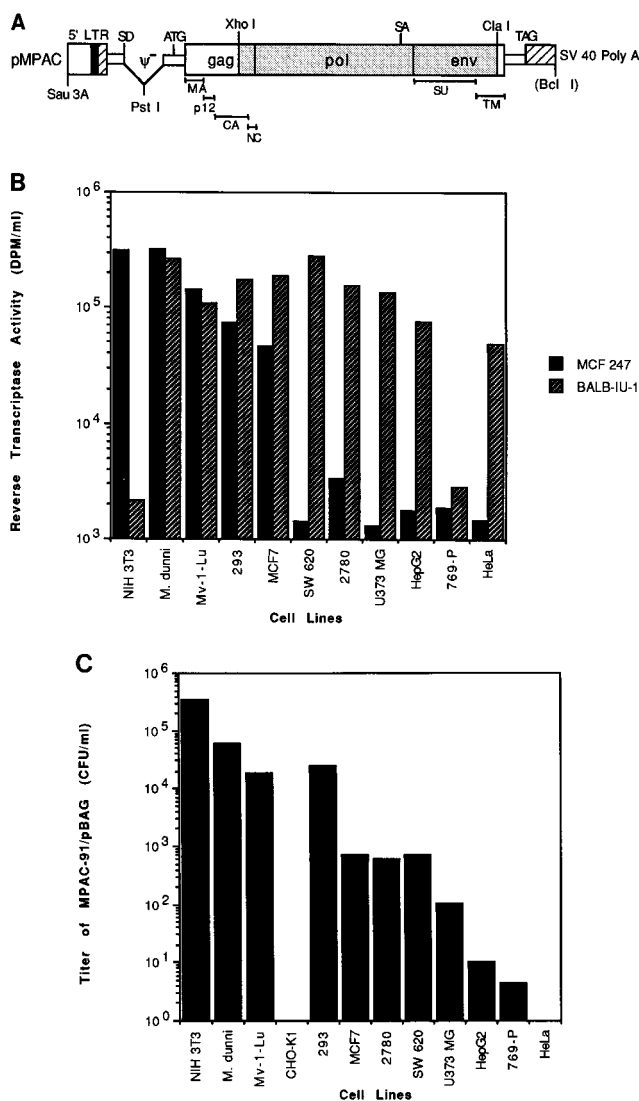 A
pMPAC
5' LTR
SD
ψ-
ATG
Xho I
SA
Cla I
TAG
gag
pol
env
SV 40 Poly A
Sau 3A
Pst I
(Bcl I)
MA
p12
CA
NC
SU
TM
B
Reverse Transcriptase Activity (DPM/ml)
10^6
10^5
10^4
10^3
MCF 247
BALB-IU-1
NIH 3T3
M. dunni
Mv-1-Lu
293
MCF7
SW 620
2780
U373 MG
HepG2
769-P
HeLa
Cell Lines
C
Titer of MPAC-91/pBAG (CFU/ml)
10^6
10^5
10^4
10^3
10^2
10^1
10^0
NIH 3T3
M. dunni
Mv-1-Lu
CHO-K1
293
MCF7
2780
SW 620
U373 MG
HepG2
769-P
HeLa
Cell Lines